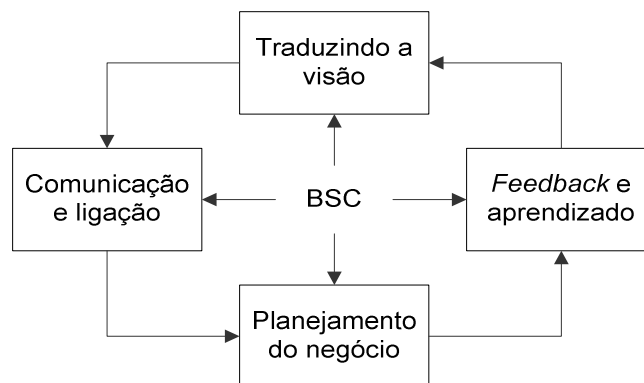 Traduzindo a
visão
Comunicação
e ligação
BSC
Feedback e
aprendizado
Planejamento
do negócio